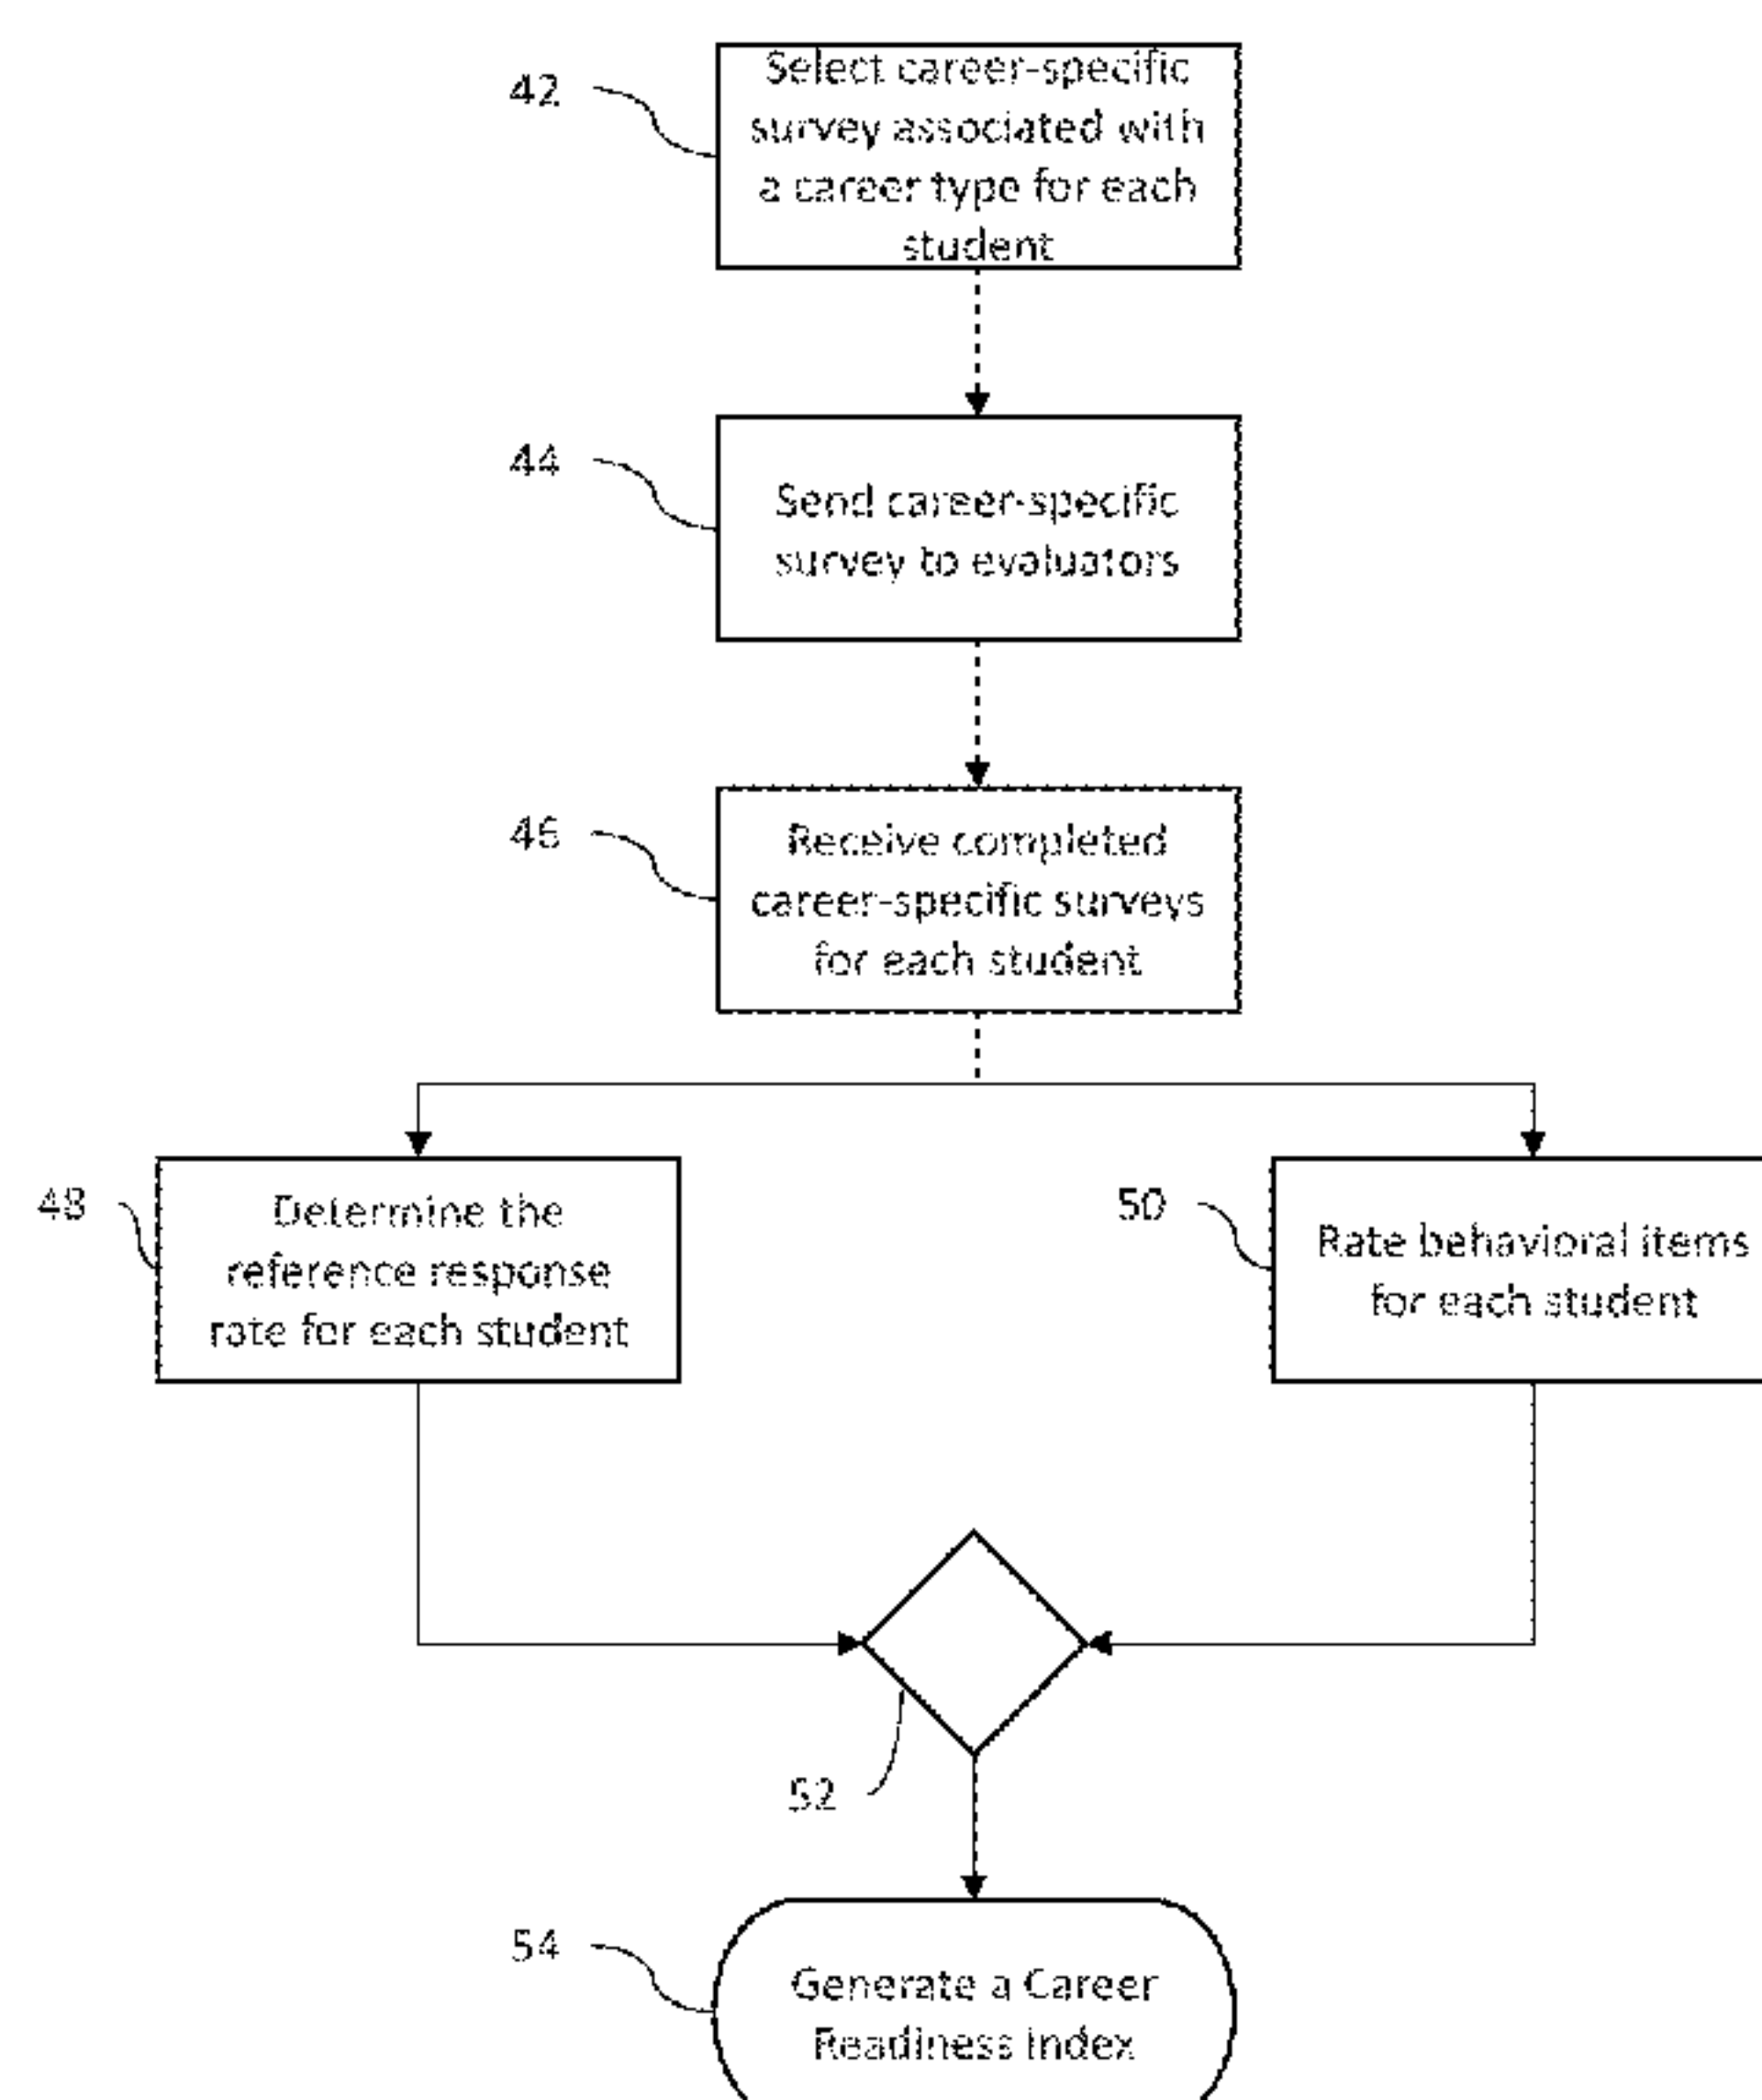 42
Select career-specific
survey associated with
a career type for each
student
44
Send career-specific
survey to evaluators
46
Receive completed
career-specific surveys
for each student
48
Determine the
reference response
rate for each student
50
Rate behavioral items
for each student
52
54
Generate a Career
Readiness Index